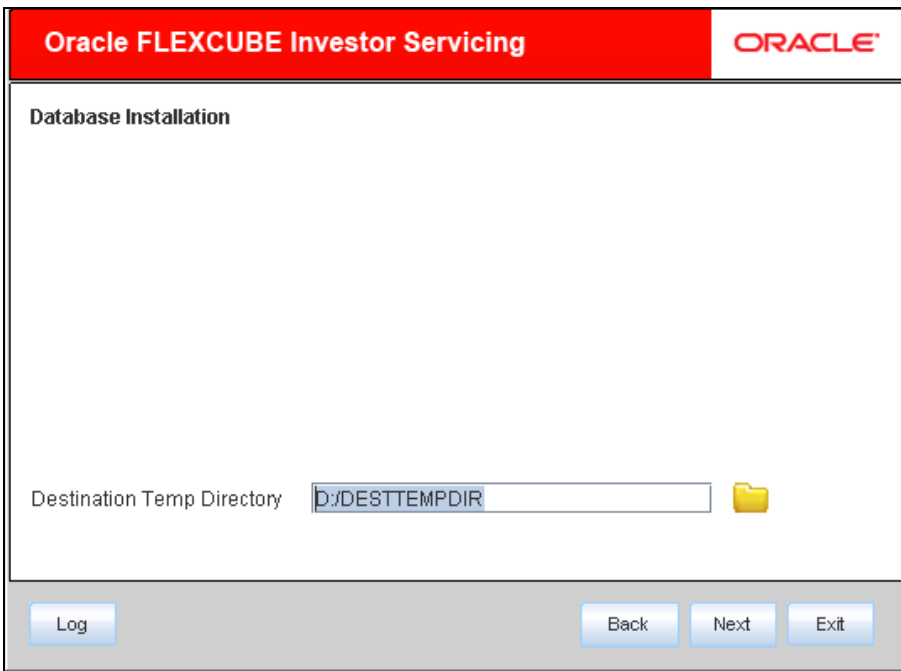 Oracle FLEXCUBE Investor Servicing
ORACLE
Database Installation
Destination Temp Directory D:/DESTTEMPDIR
Log Back Next Exit